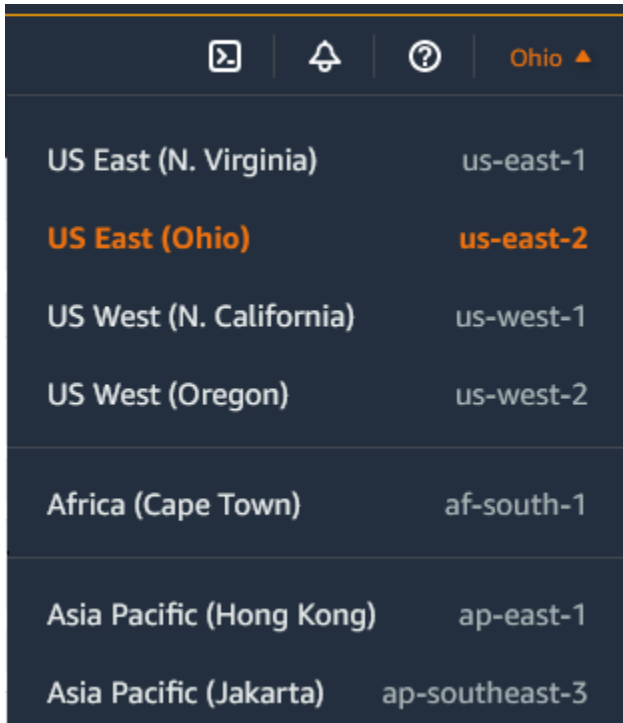 Ohio
US East (N. Virginia) us-east-1
US East (Ohio) us-east-2
US West (N. California) us-west-1
US West (Oregon) us-west-2
Africa (Cape Town) af-south-1
Asia Pacific (Hong Kong) ap-east-1
Asia Pacific (Jakarta) ap-southeast-3